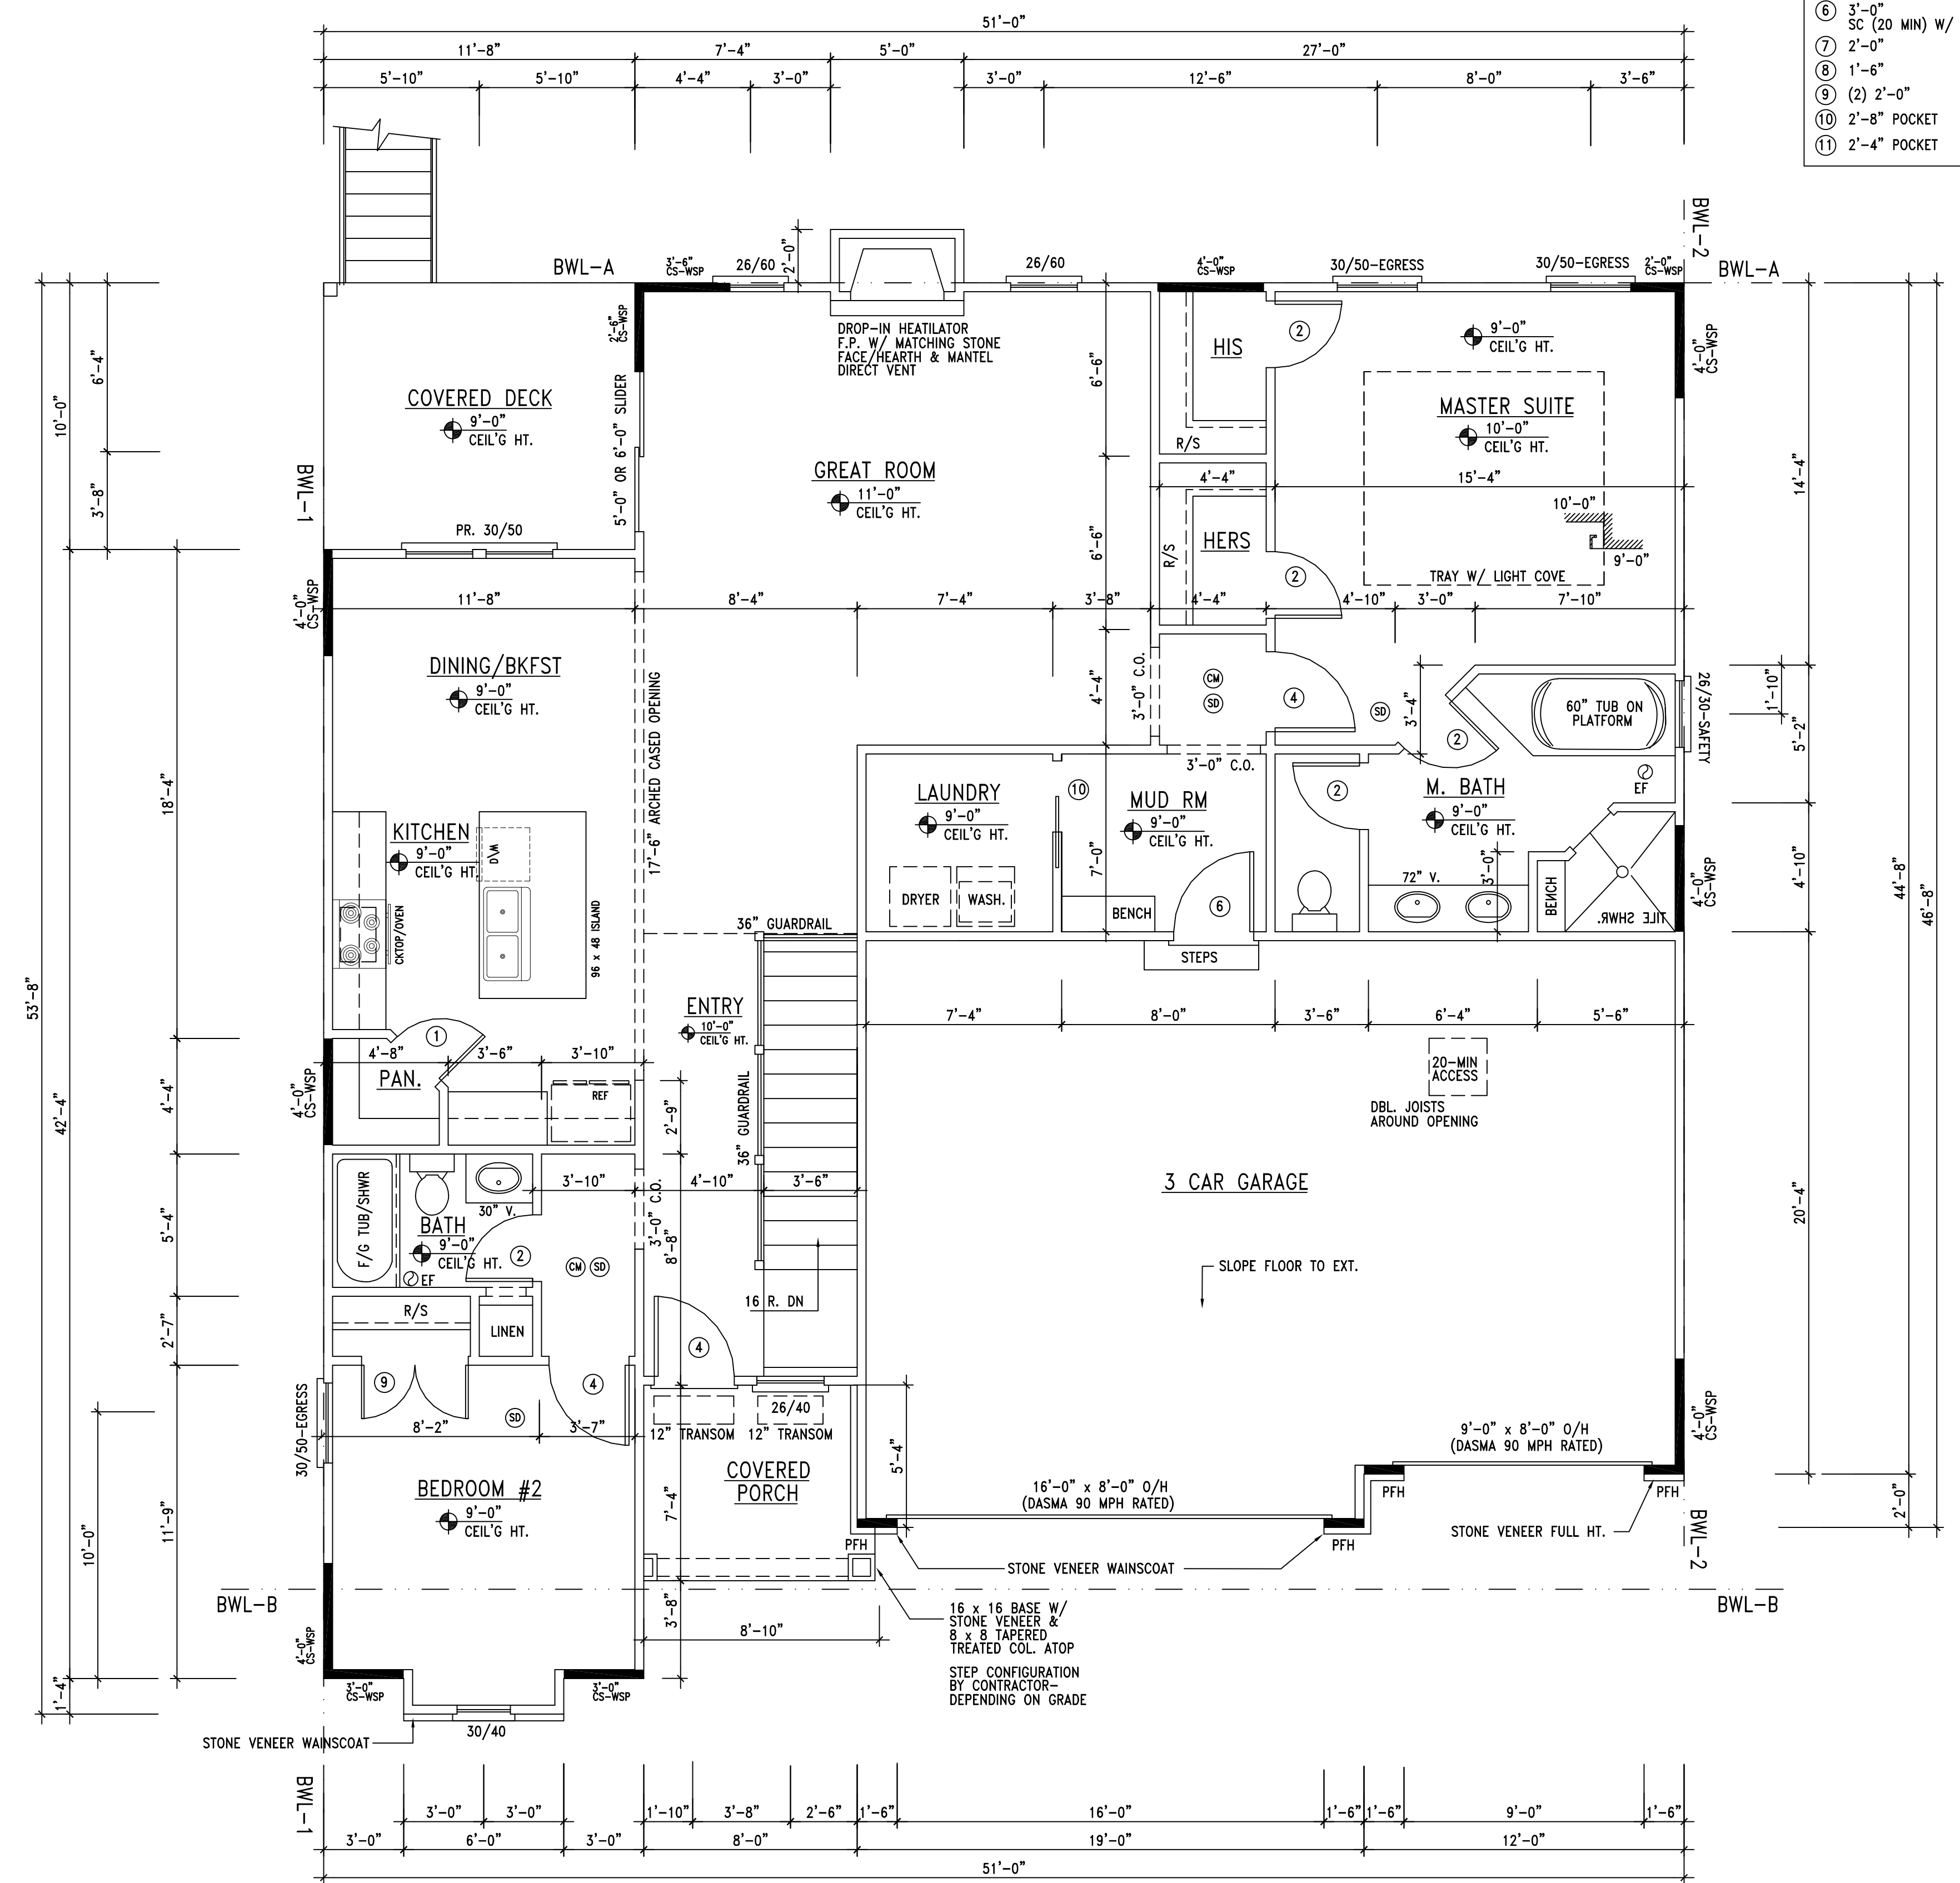 51'-0"
11'-8" 7'-4" 5'-0" 27'-0"
5'-10" 5'-10" 4'-4" 3'-0" 3'-0" 12'-6" 8'-0" 3'-6"
6 3'-0"
SC (20 MIN) W/
7 2'-0"
8 1'-6"
9 (2) 2'-0"
10 2'-8" POCKET
11 2'-4" POCKET
BWL-2
BWL-A
3'-6"
CS-WSP
26/60
2'-0"
26/60
4'-0"
CS-WSP
30/50-EGRESS
30/50-EGRESS
2'-0"
CS-WSP
BWL-A
2'-6"
CS-WSP
DROP-IN HEATILATOR
F.P. W/ MATCHING STONE
FACE/HEARTH & MANTEL
DIRECT VENT
HIS
2
9'-0"
CEIL'G HT.
4'-0"
CS-WSP
6'-4"
10'-0"
3'-8"
COVERED DECK
9'-0"
CEIL'G HT.
5'-0" OR 6'-0" SLIDER
6'-6"
R/S
MASTER SUITE
10'-0"
CEIL'G HT.
BWL-1
GREAT ROOM
11'-0"
CEIL'G HT.
4'-4"
15'-4"
14'-4"
10'-0"
9'-0"
PR. 30/50
6'-6"
R/S
HERS
2
TRAY W/ LIGHT COVE
4'-0"
CS-WSP
11'-8" 8'-4" 7'-4" 3'-8" 4'-4" 4'-10" 3'-0" 7'-10"
DINING/BKFST
9'-0"
CEIL'G HT.
17'-6" ARCHED CASED OPENING
4'-4"
3'-0" C.O.
CM
SD
4
SD
3'-4"
2
60" TUB ON
PLATFORM
26/30-SAFETY
1'-10"
5'-2"
3'-0" C.O.
18'-4"
KITCHEN
9'-0"
CEIL'G HT.
D\W
LAUNDRY
9'-0"
CEIL'G HT.
10
MUD RM
9'-0"
CEIL'G HT.
2
M. BATH
9'-0"
CEIL'G HT.
EF
7'-0"
DRYER
WASH.
BENCH
6
72" V.
3'-0"
BENCH
TILE SHWR.
4'-0"
CS-WSP
4'-10"
44'-8"
46'-8"
CKTOP/OVEN
96 x 48 ISLAND
36" GUARDRAIL
STEPS
53'-8"
42'-4"
ENTRY
10'-0"
CEIL'G HT.
7'-4" 8'-0" 3'-6" 6'-4" 5'-6"
1
4'-8" 3'-6" 3'-10"
PAN.
REF
4'-0"
CS-WSP
4'-4"
2'-9"
36" GUARDRAIL
20-MIN
ACCESS
DBL. JOISTS
AROUND OPENING
F/G TUB/SHWR
30" V.
3'-10" 4'-10" 3'-6"
3 CAR GARAGE
20'-4"
5'-4"
BATH
9'-0"
CEIL'G HT.
EF
2
CM
SD
3'-0" C.O.
8'-8"
SLOPE FLOOR TO EXT.
16 R. DN
2'-7"
R/S
LINEN
4
9
4
30/50-EGRESS
SD
8'-2" 3'-7"
26/40
12" TRANSOM 12" TRANSOM
5'-4"
9'-0" x 8'-0" O/H
(DASMA 90 MPH RATED)
4'-0"
CS-WSP
BEDROOM #2
9'-0"
CEIL'G HT.
COVERED
PORCH
7'-4"
16'-0" x 8'-0" O/H
(DASMA 90 MPH RATED)
PFH
PFH
11'-9"
10'-0"
PFH
PFH
STONE VENEER FULL HT.
2'-0"
BWL-2
STONE VENEER WAINSCOAT
BWL-B
BWL-B
3'-8"
8'-10"
16 x 16 BASE W/
STONE VENEER &
8 x 8 TAPERED
TREATED COL. ATOP
STEP CONFIGURATION
BY CONTRACTOR-
DEPENDING ON GRADE
4'-0"
CS-WSP
3'-0"
CS-WSP
3'-0"
CS-WSP
1'-4"
30/40
STONE VENEER WAINSCOAT
BWL-1
3'-0" 3'-0" 1'-10" 3'-8" 2'-6" 1'-6" 16'-0" 1'-6" 1'-6" 9'-0" 1'-6"
3'-0" 6'-0" 3'-0" 8'-0" 19'-0" 12'-0"
51'-0"